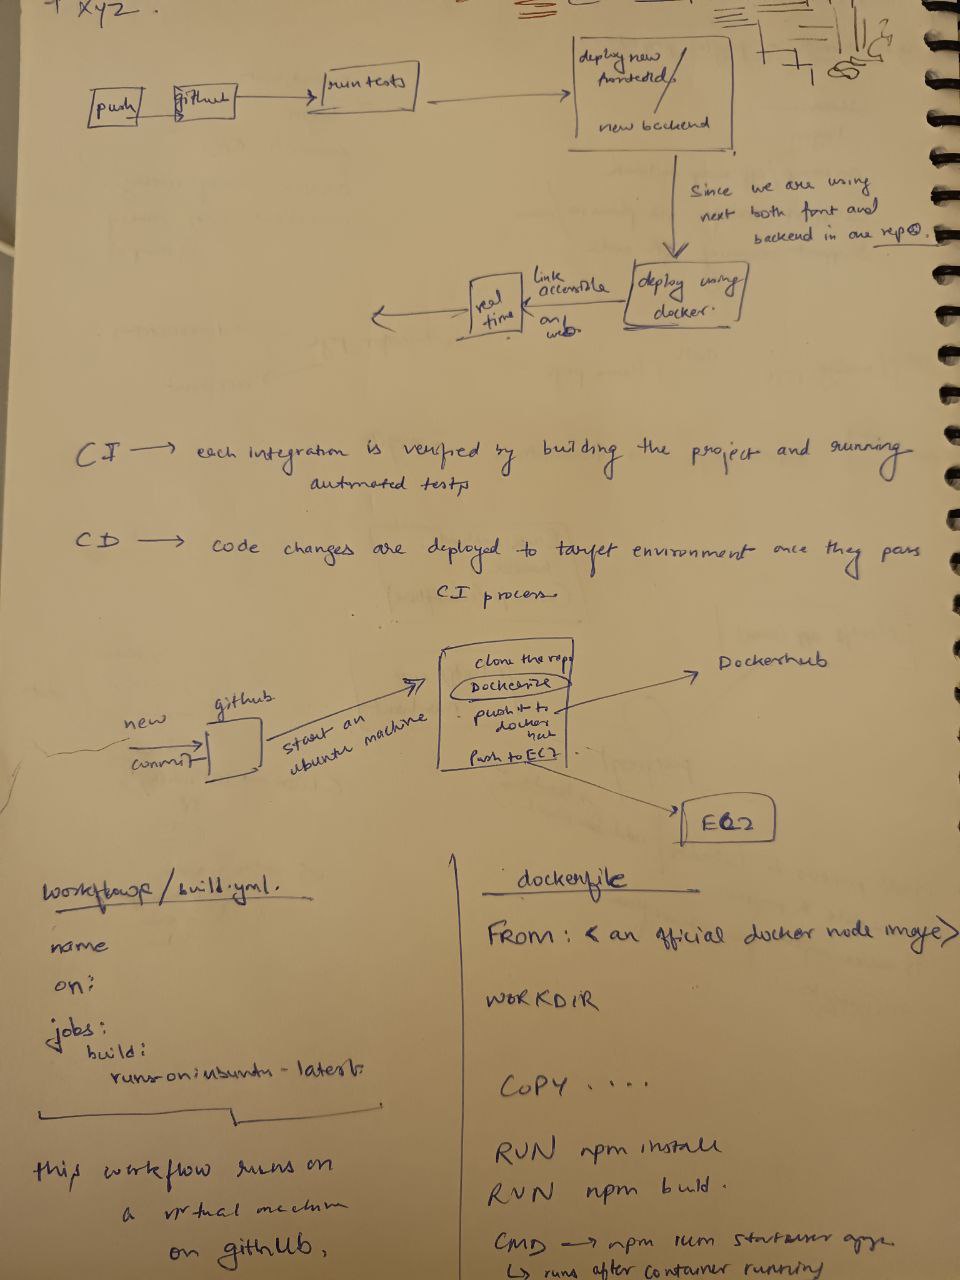 + xyz.
push
github
run tests
deploy new
new backend
Since we are using
next both font and
backend in one repo.
deploy using
docker.
link
accessible
on
web
real
time
CI → each integration is verified by building the project and running
automated tests
CD → code changes are deployed to target environment once they pass
CI process
new
commit
github
start an
ubuntu machine
clone the repo
Dockerize
push it to
docker
hub
Push to EC2
Dockerhub
EC2
workflows/build.yml.
name
on:
jobs:
build:
runs-on:ubuntu-latest
this workflow runs on
a virtual machine
on gitHUb.
dockerfile
FROM: < an official docker node image>
WORKDIR
COPY ....
RUN npm install
RUN npm build.
CMD → npm run
↳ runs after container running